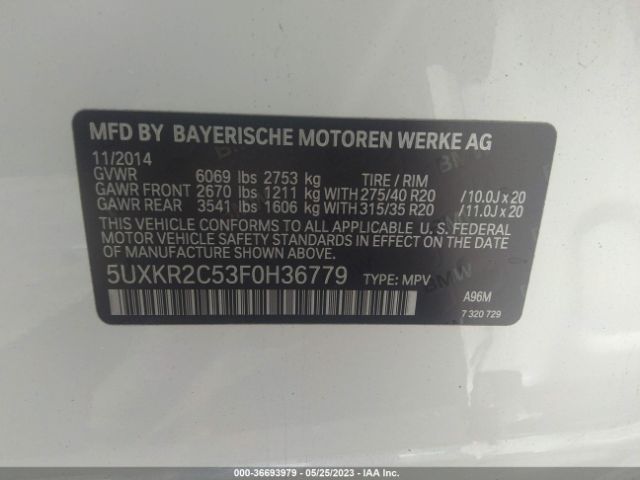 MFD BY BAYERISCHE MOTOREN WERKE AG
11/2014
GVWR 6069 lbs 2753 kg TIRE / RIM
GAWR FRONT 2670 lbs 1211 kg WITH 275/40 R20 / 10.0J x 20
GAWR REAR 3541 lbs 1606 kg WITH 315/35 R20 / 11.0J x 20
THIS VEHICLE CONFORMS TO ALL APPLICABLE U. S. FEDERAL
MOTOR VEHICLE SAFETY STANDARDS IN EFFECT ON THE DATE
OF MANUFACTURE SHOWN ABOVE.
5UXKR2C53F0H36779 TYPE: MPV
A96M
7 320 729
BMW
BMW
000-36693979 - 05/25/2023 - IAA Inc.